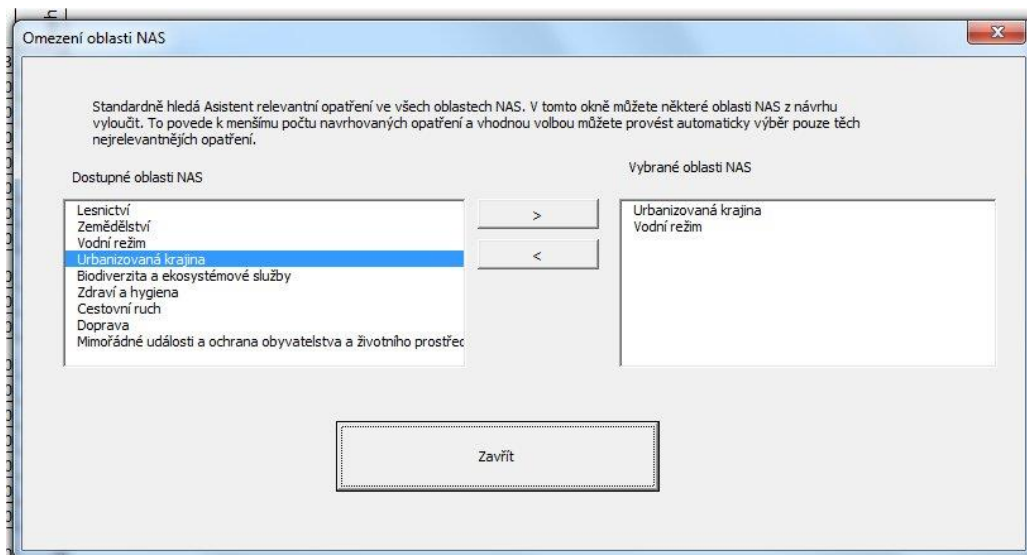 Omezení oblasti NAS
Standardně hledá Asistent relevantní opatření ve všech oblastech NAS. V tomto okně můžete některé oblasti NAS z návrhu
vyloučit. To povede k menšímu počtu navrhovaných opatření a vhodnou volbou můžete provést automaticky výběr pouze těch
nejrelevantnějích opatření.
Dostupné oblasti NAS
Lesnictví
Zemědělství
Vodní režim
Urbanizovaná krajina
Biodiverzita a ekosystémové služby
Zdraví a hygiena
Cestovní ruch
Doprava
Mimořádné události a ochrana obyvatelstva a životního prostřed
>
<
Vybrané oblasti NAS
Urbanizovaná krajina
Vodní režim
Zavřít